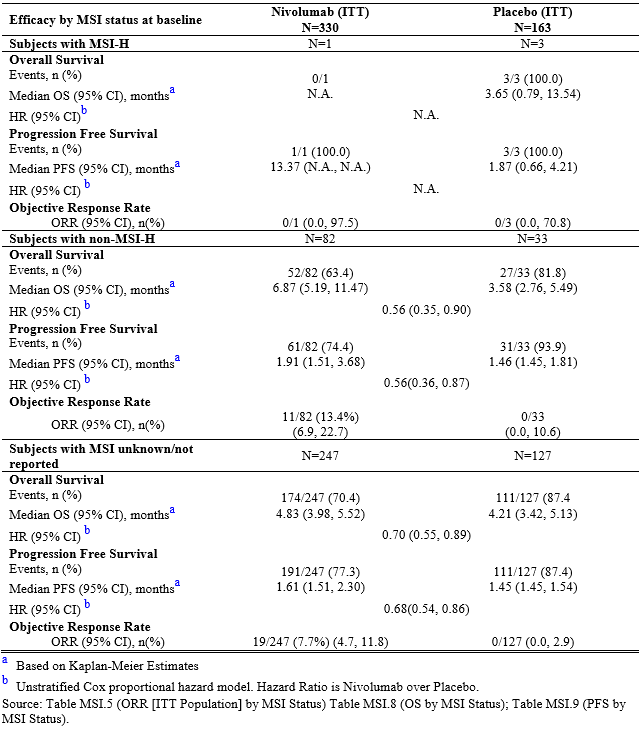 Efficacy by MSI status at baseline Nivolumab (ITT) N=330 Placebo (ITT) N=163
Subjects with MSI-H N=1 N=3
Overall Survival
Events, n (%) 0/1 3/3 (100.0)
Median OS (95% CI), months a N.A. 3.65 (0.79, 13.54)
HR (95% CI) b N.A.
Progression Free Survival
Events, n (%) 1/1 (100.0) 3/3 (100.0)
Median PFS (95% CI), months a 13.37 (N.A., N.A.) 1.87 (0.66, 4.21)
HR (95% CI) b N.A.
Objective Response Rate
ORR (95% CI), n(%) 0/1 (0.0, 97.5) 0/3 (0.0, 70.8)
Subjects with non-MSI-H N=82 N=33
Overall Survival
Events, n (%) 52/82 (63.4) 27/33 (81.8)
Median OS (95% CI), months a 6.87 (5.19, 11.47) 3.58 (2.76, 5.49)
HR (95% CI) b 0.56 (0.35, 0.90)
Progression Free Survival
Events, n (%) 61/82 (74.4) 31/33 (93.9)
Median PFS (95% CI), months a 1.91 (1.51, 3.68) 1.46 (1.45, 1.81)
HR (95% CI) b 0.56(0.36, 0.87)
Objective Response Rate
ORR (95% CI), n(%) 11/82 (13.4%) (6.9, 22.7) 0/33 (0.0, 10.6)
Subjects with MSI unknown/not reported N=247 N=127
Overall Survival
Events, n (%) 174/247 (70.4) 111/127 (87.4
Median OS (95% CI), months a 4.83 (3.98, 5.52) 4.21 (3.42, 5.13)
HR (95% CI) b 0.70 (0.55, 0.89)
Progression Free Survival
Events, n (%) 191/247 (77.3) 111/127 (87.4)
Median PFS (95% CI), months a 1.61 (1.51, 2.30) 1.45 (1.45, 1.54)
HR (95% CI) b 0.68(0.54, 0.86)
Objective Response Rate
ORR (95% CI), n(%) 19/247 (7.7%) (4.7, 11.8) 0/127 (0.0, 2.9)
a Based on Kaplan-Meier Estimates
b Unstratified Cox proportional hazard model. Hazard Ratio is Nivolumab over Placebo.
Source: Table MSI.5 (ORR [ITT Population] by MSI Status) Table MSI.8 (OS by MSI Status); Table MSI.9 (PFS by
MSI Status).